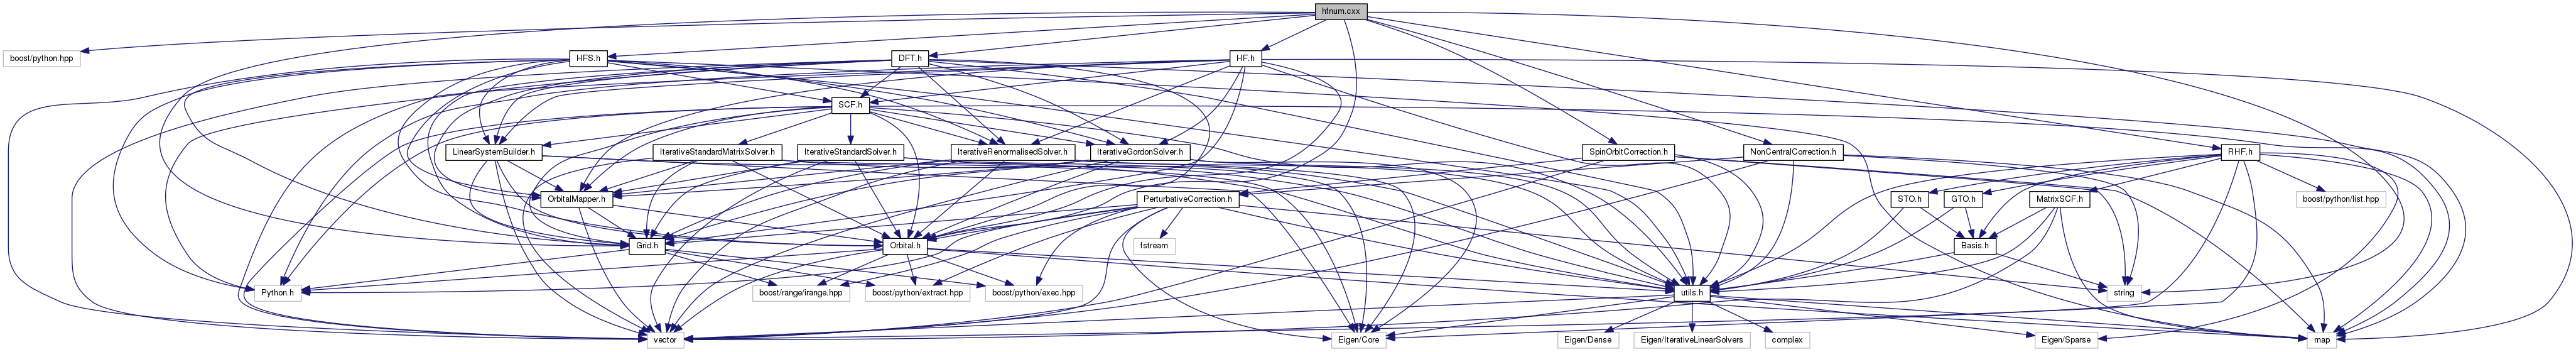 hfnum.cxx
boost/python.hpp
HFS.h
DFT.h
HF.h
SCF.h
LinearSystemBuilder.h
IterativeStandardMatrixSolver.h
IterativeStandardSolver.h
IterativeRenormalisedSolver.h
IterativeGordonSolver.h
SpinOrbitCorrection.h
NonCentralCorrection.h
RHF.h
OrbitalMapper.h
PerturbativeCorrection.h
STO.h
GTO.h
MatrixSCF.h
boost/python/list.hpp
Grid.h
Orbital.h
fstream
Basis.h
Python.h
boost/range/irange.hpp
boost/python/extract.hpp
boost/python/exec.hpp
utils.h
string
vector
Eigen/Core
Eigen/Dense
Eigen/IterativeLinearSolvers
complex
Eigen/Sparse
map